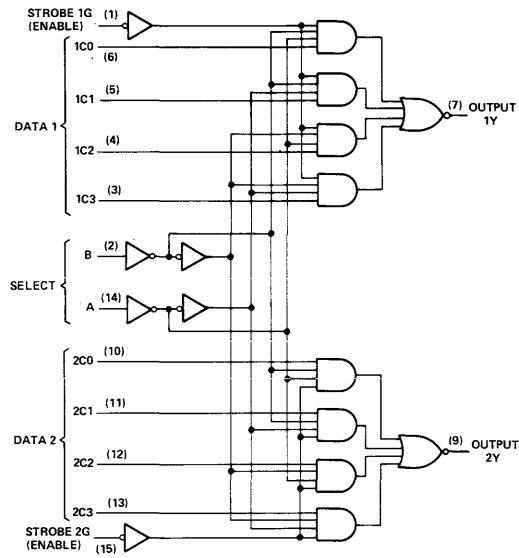 STROBE 1G (1)
(ENABLE)
1C0
(6)
1C1 (5)
DATA 1
1C2 (4)
1C3 (3)
(7) OUTPUT
1Y
B (2)
SELECT
A (14)
2C0 (10)
2C1 (11)
DATA 2
2C2 (12)
(9) OUTPUT
2Y
2C3 (13)
STROBE 2G
(ENABLE) (15)